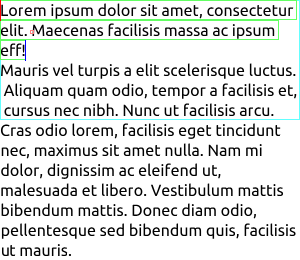 Lorem ipsum dolor sit amet, consectetur
elit. Maecenas facilisis massa ac ipsum
eff!
Mauris vel turpis a elit scelerisque luctus.
Aliquam quam odio, tempor a facilisis et,
cursus nec nibh. Nunc ut facilisis arcu.
Cras odio lorem, facilisis eget tincidunt
nec, maximus sit amet nulla. Nam mi
dolor, dignissim ac eleifend ut,
malesuada et libero. Vestibulum mattis
bibendum mattis. Donec diam odio,
pellentesque sed bibendum quis, facilisis
ut mauris.